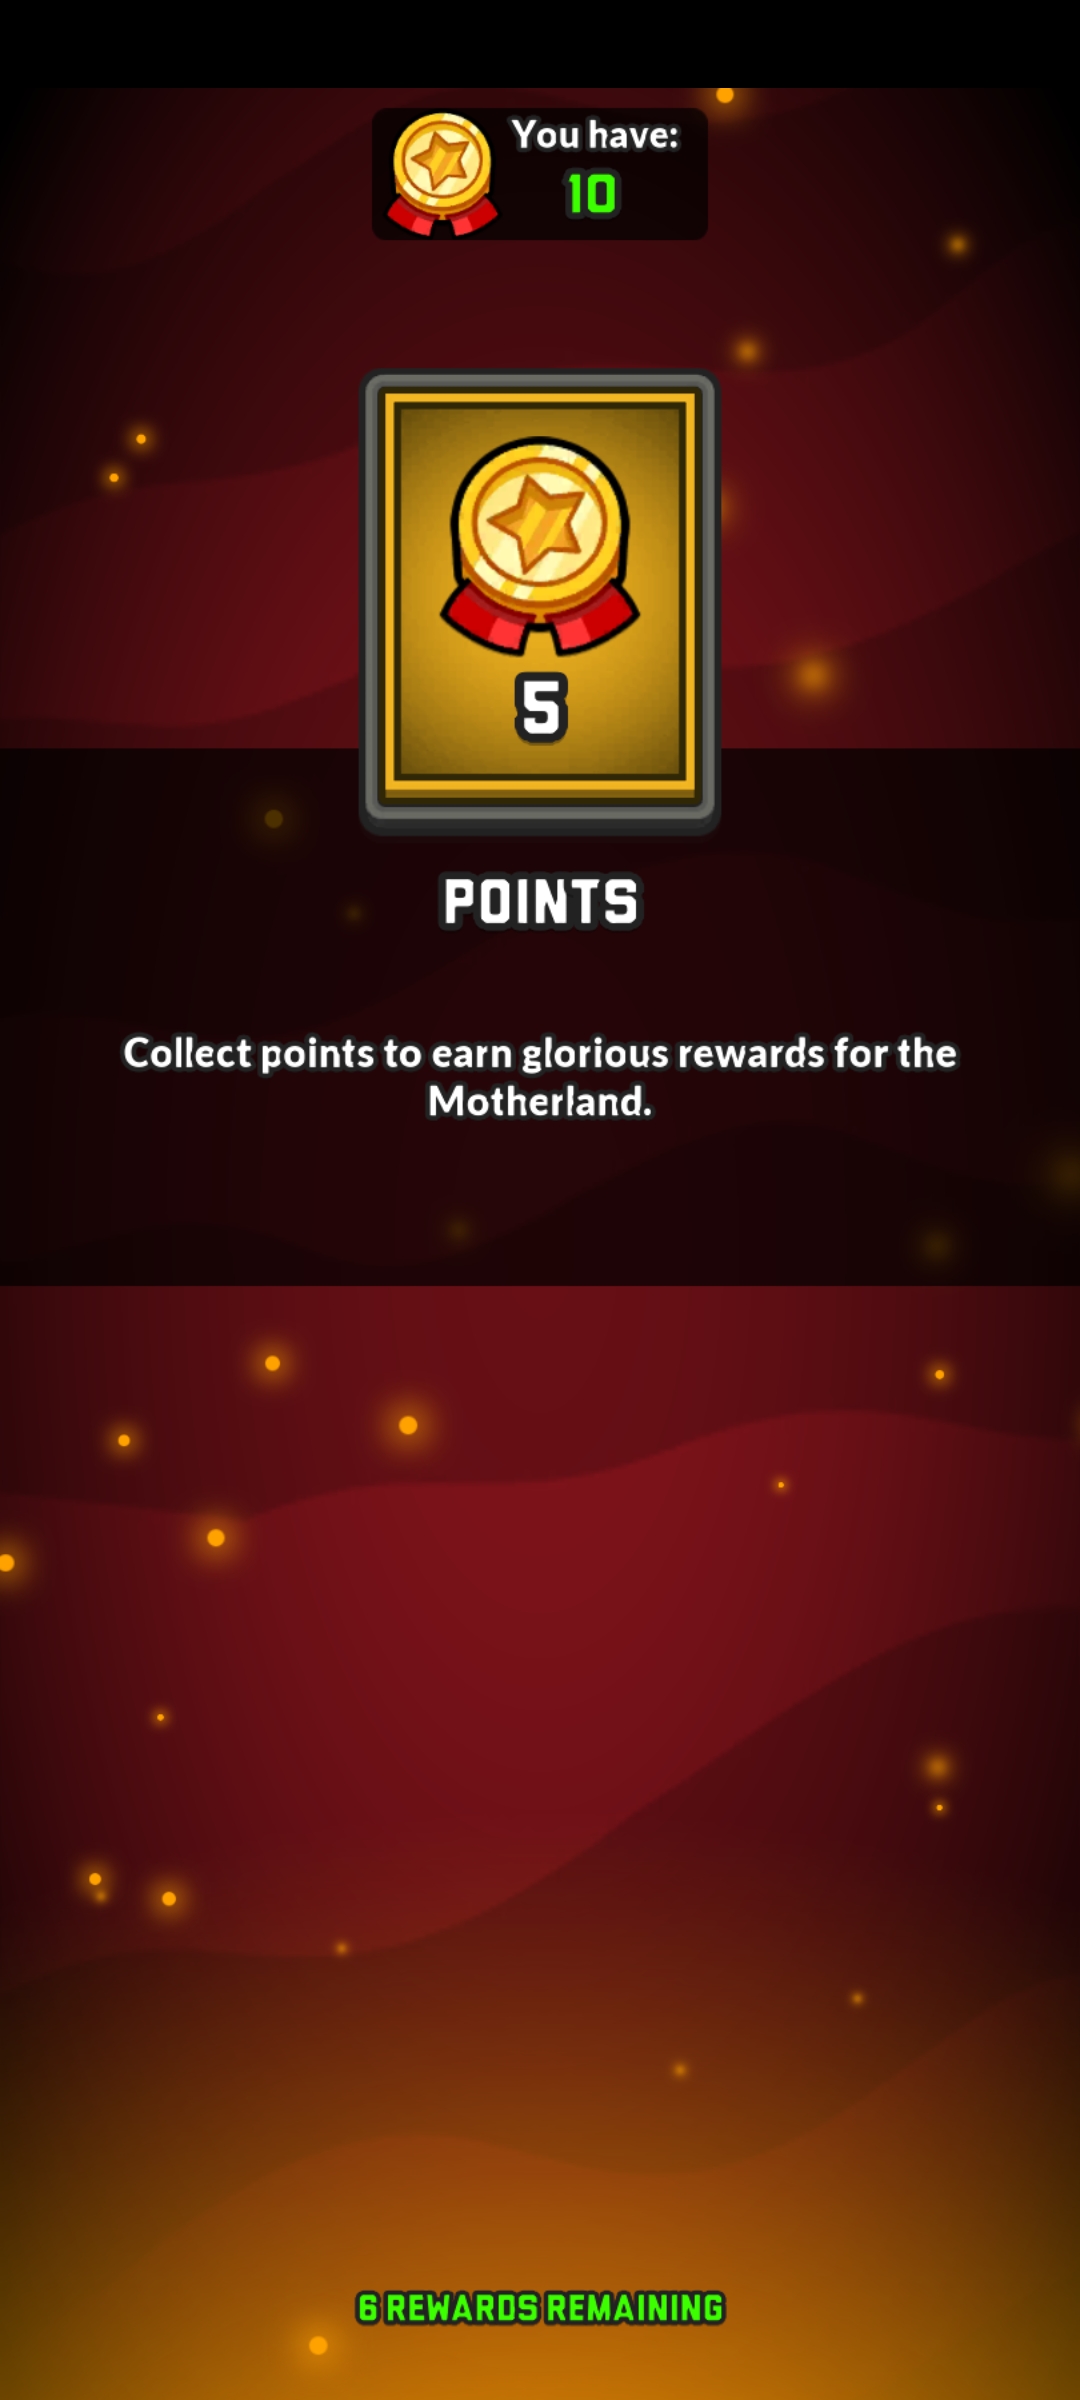 You have:
10
5
POINTS
Collect points to earn glorious rewards for the
Motherland.
6 REWARDS REMAINING